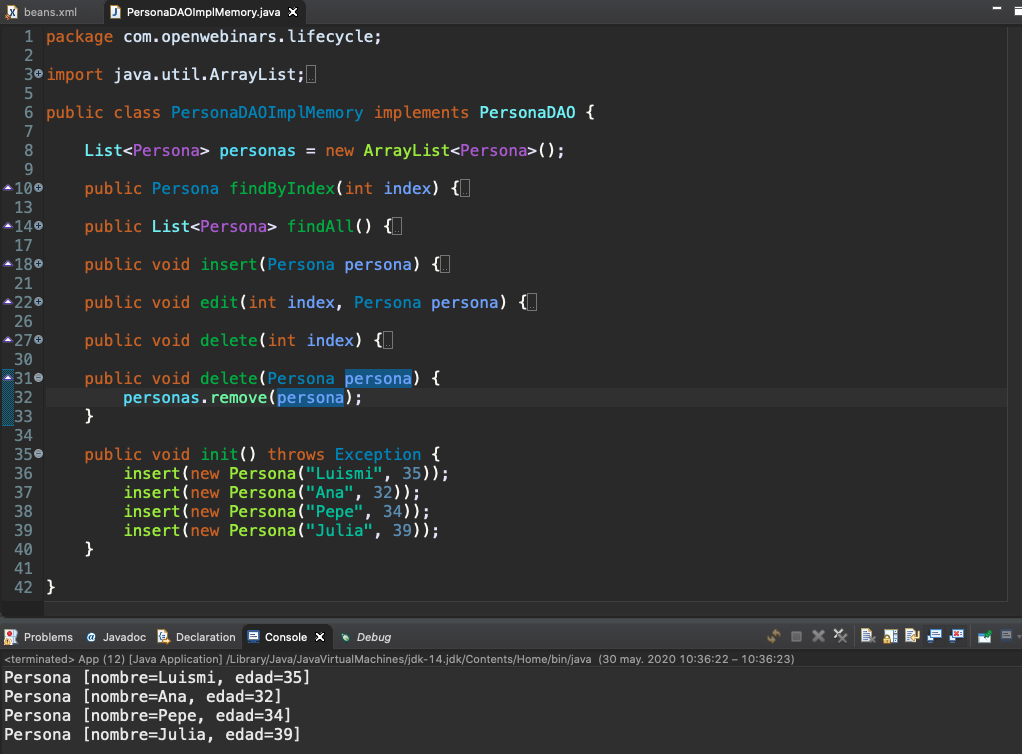 beans.xml PersonaDAOImplMemory.java
1 package com.openwebinars.lifecycle;
2
3 import java.util.ArrayList;
5
6 public class PersonaDAOImplMemory implements PersonaDAO {
7
8 List<Persona> personas = new ArrayList<Persona>();
9
10 public Persona findByIndex(int index) {
13
14 public List<Persona> findAll() {
17
18 public void insert(Persona persona) {
21
22 public void edit(int index, Persona persona) {
26
27 public void delete(int index) {
30
31 public void delete(Persona persona) {
32 personas.remove(persona);
33 }
34
35 public void init() throws Exception {
36 insert(new Persona("Luismi", 35));
37 insert(new Persona("Ana", 32));
38 insert(new Persona("Pepe", 34));
39 insert(new Persona("Julia", 39));
40 }
41
42 }
Problems Javadoc Declaration Console Debug
<terminated> App (12) [Java Application] /Library/Java/JavaVirtualMachines/jdk-14.jdk/Contents/Home/bin/java (30 may. 2020 10:36:22 – 10:36:23)
Persona [nombre=Luismi, edad=35]
Persona [nombre=Ana, edad=32]
Persona [nombre=Pepe, edad=34]
Persona [nombre=Julia, edad=39]